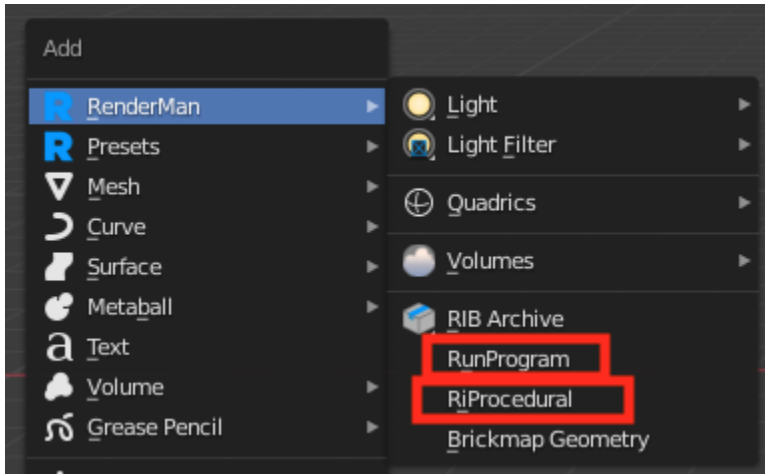 Add
RenderMan
Presets
Mesh
Curve
Surface
Metaball
Text
Volume
Grease Pencil
Light
Light Filter
Quadrics
Volumes
RIB Archive
RunProgram
RiProcedural
Brickmap Geometry